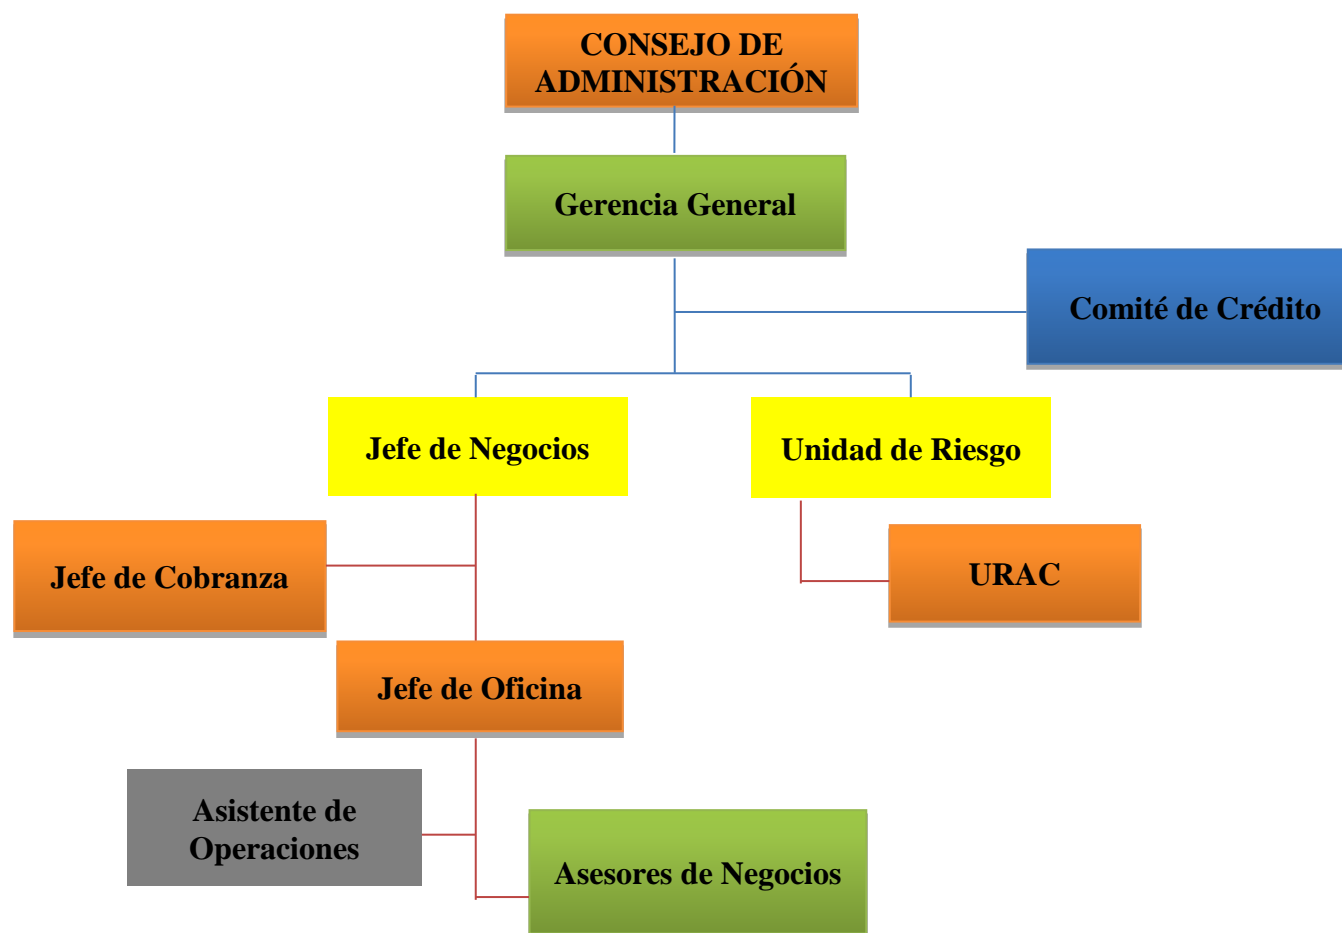 CONSEJO DE
ADMINISTRACIÓN
Gerencia General
Comité de Crédito
Jefe de Negocios
Unidad de Riesgo
Jefe de Cobranza
URAC
Jefe de Oficina
Asistente de
Operaciones
Asesores de Negocios